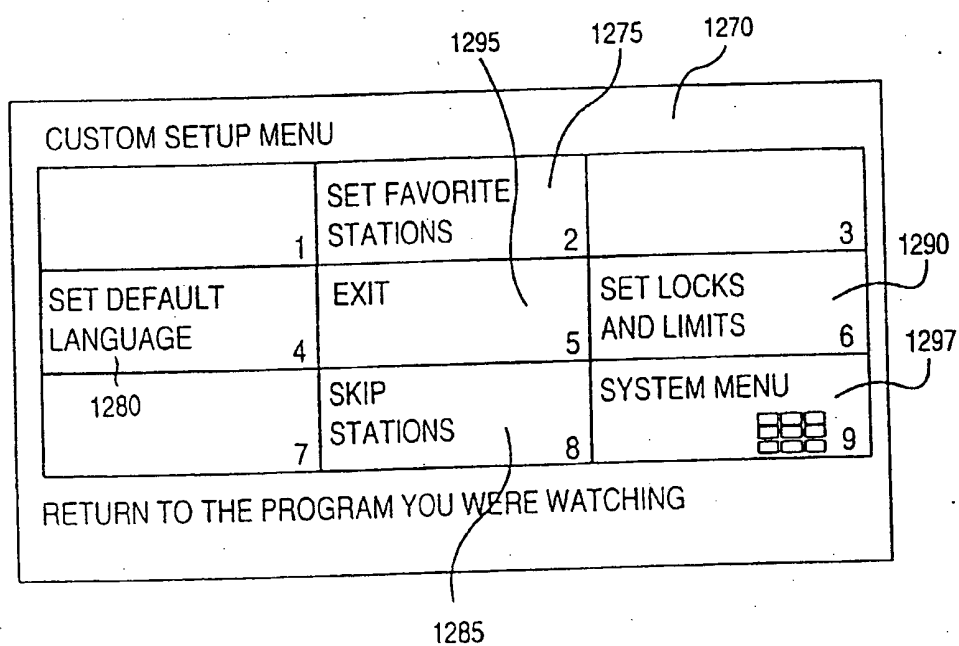 1295 1275 1270
CUSTOM SETUP MENU
1
SET FAVORITE
STATIONS 2
3
1290
SET DEFAULT
LANGUAGE 4
EXIT
5
SET LOCKS
AND LIMITS 6
1297
1280
7
SKIP
STATIONS 8
SYSTEM MENU
9
RETURN TO THE PROGRAM YOU WERE WATCHING
1285